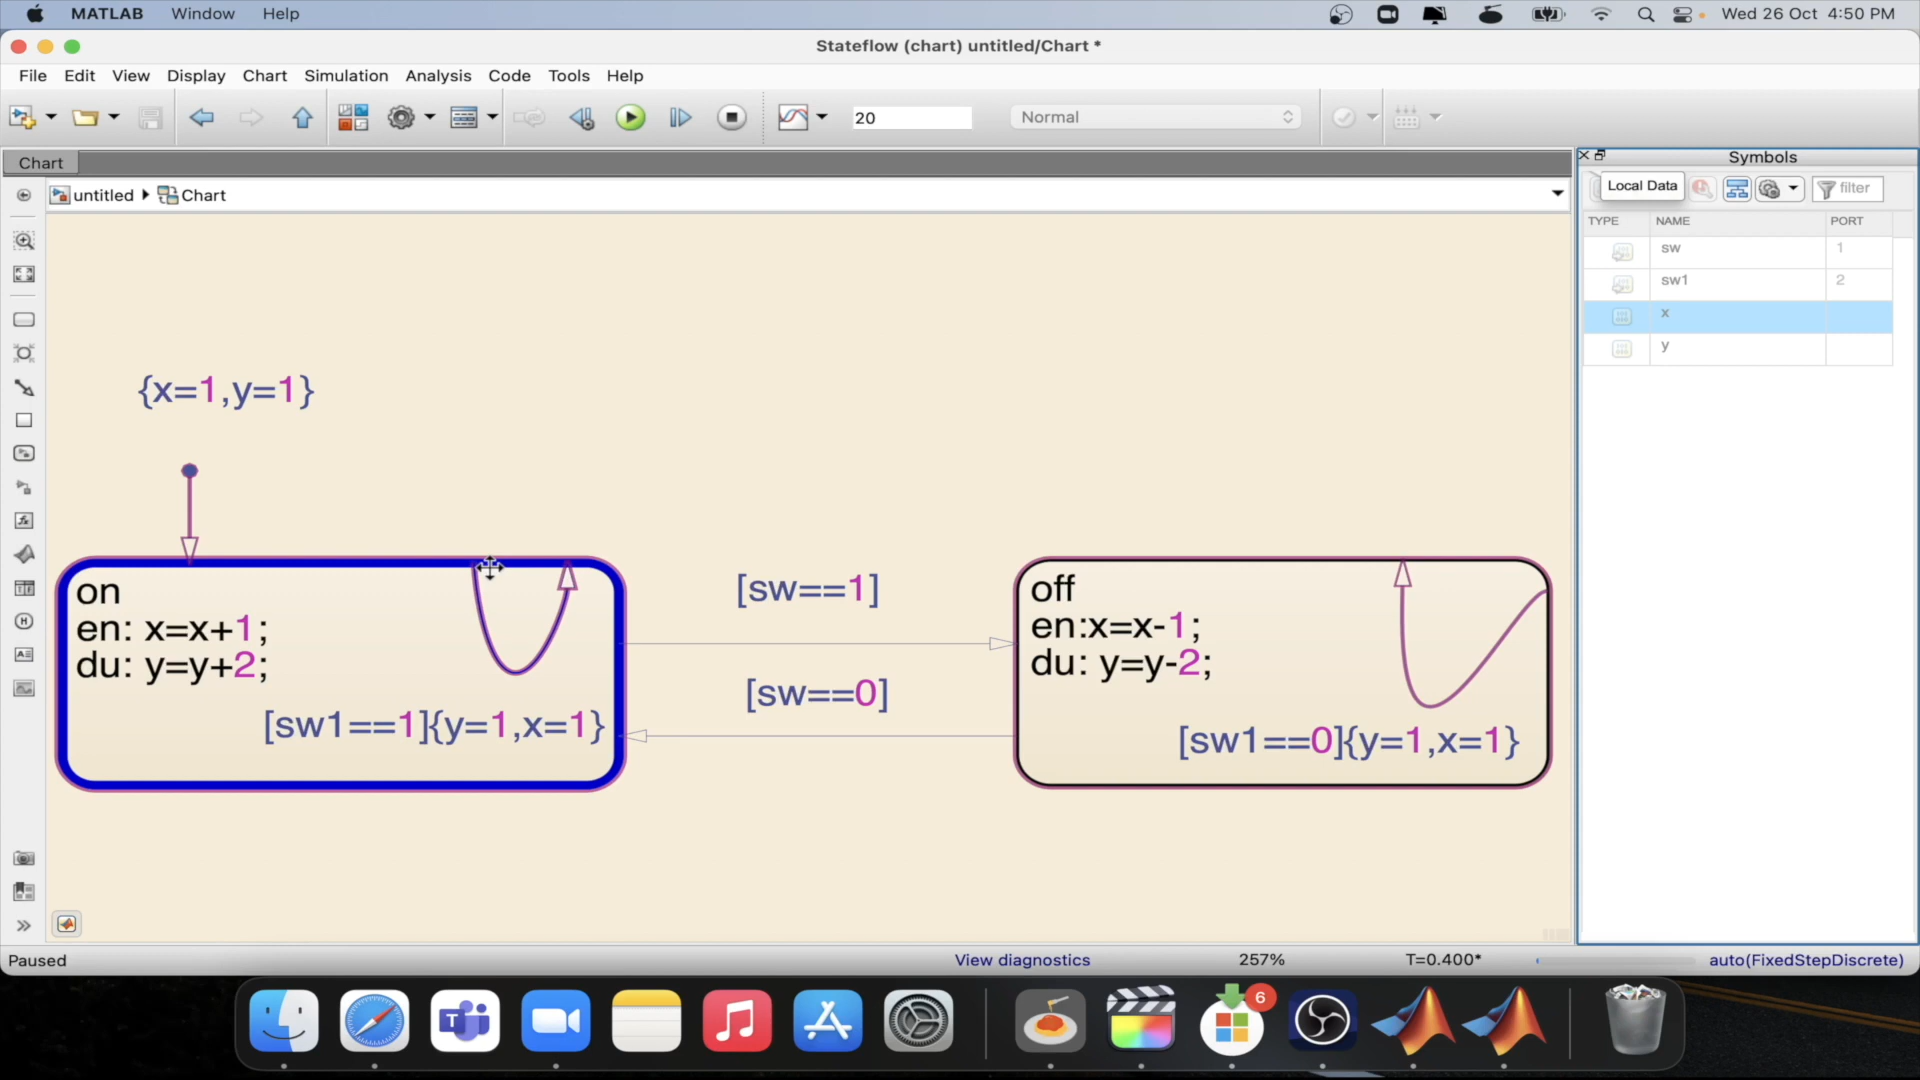 MATLAB Window Help Wed 26 Oct 4:50 PM
Stateflow (chart) untitled/Chart *
File Edit View Display Chart Simulation Analysis Code Tools Help
20 Normal
Chart
untitled Chart
Symbols
Local Data filter
TYPE NAME PORT
sw 1
sw1 2
x
y
{x=1,y=1}
on
en: x=x+1;
du: y=y+2;
[sw1==1]{y=1,x=1}
[sw==1]
[sw==0]
off
en:x=x-1;
du: y=y-2;
[sw1==0]{y=1,x=1}
Paused View diagnostics 257% T=0.400* auto(FixedStepDiscrete)
6